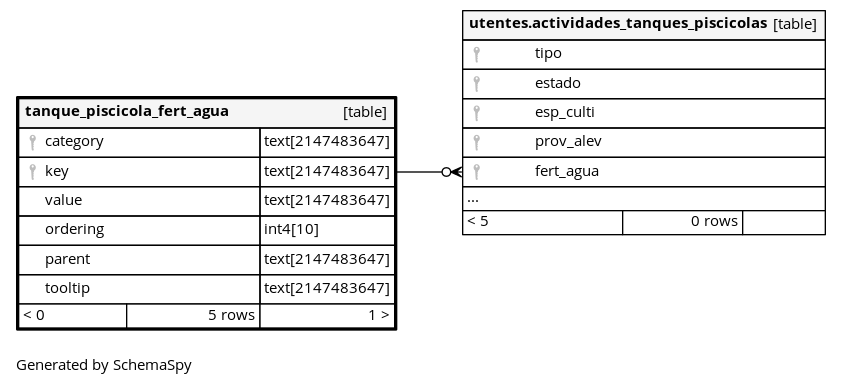 utentes.actividades_tanques_piscicolas [table]
tipo
estado
esp_culti
prov_alev
fert_agua
...
< 5 0 rows
tanque_piscicola_fert_agua [table]
category text[2147483647]
key text[2147483647]
value text[2147483647]
ordering int4[10]
parent text[2147483647]
tooltip text[2147483647]
< 0 5 rows 1 >
Generated by SchemaSpy